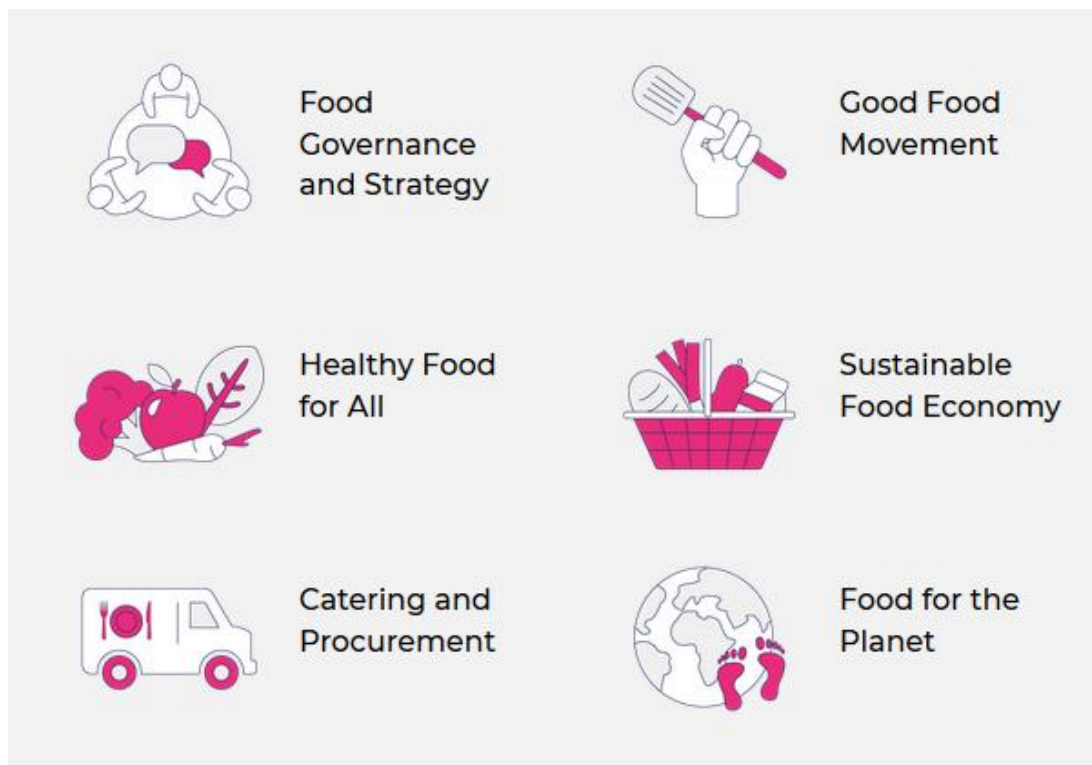 Food
Governance
and Strategy
Good Food
Movement
Healthy Food
for All
Sustainable
Food Economy
Catering and
Procurement
Food for the
Planet